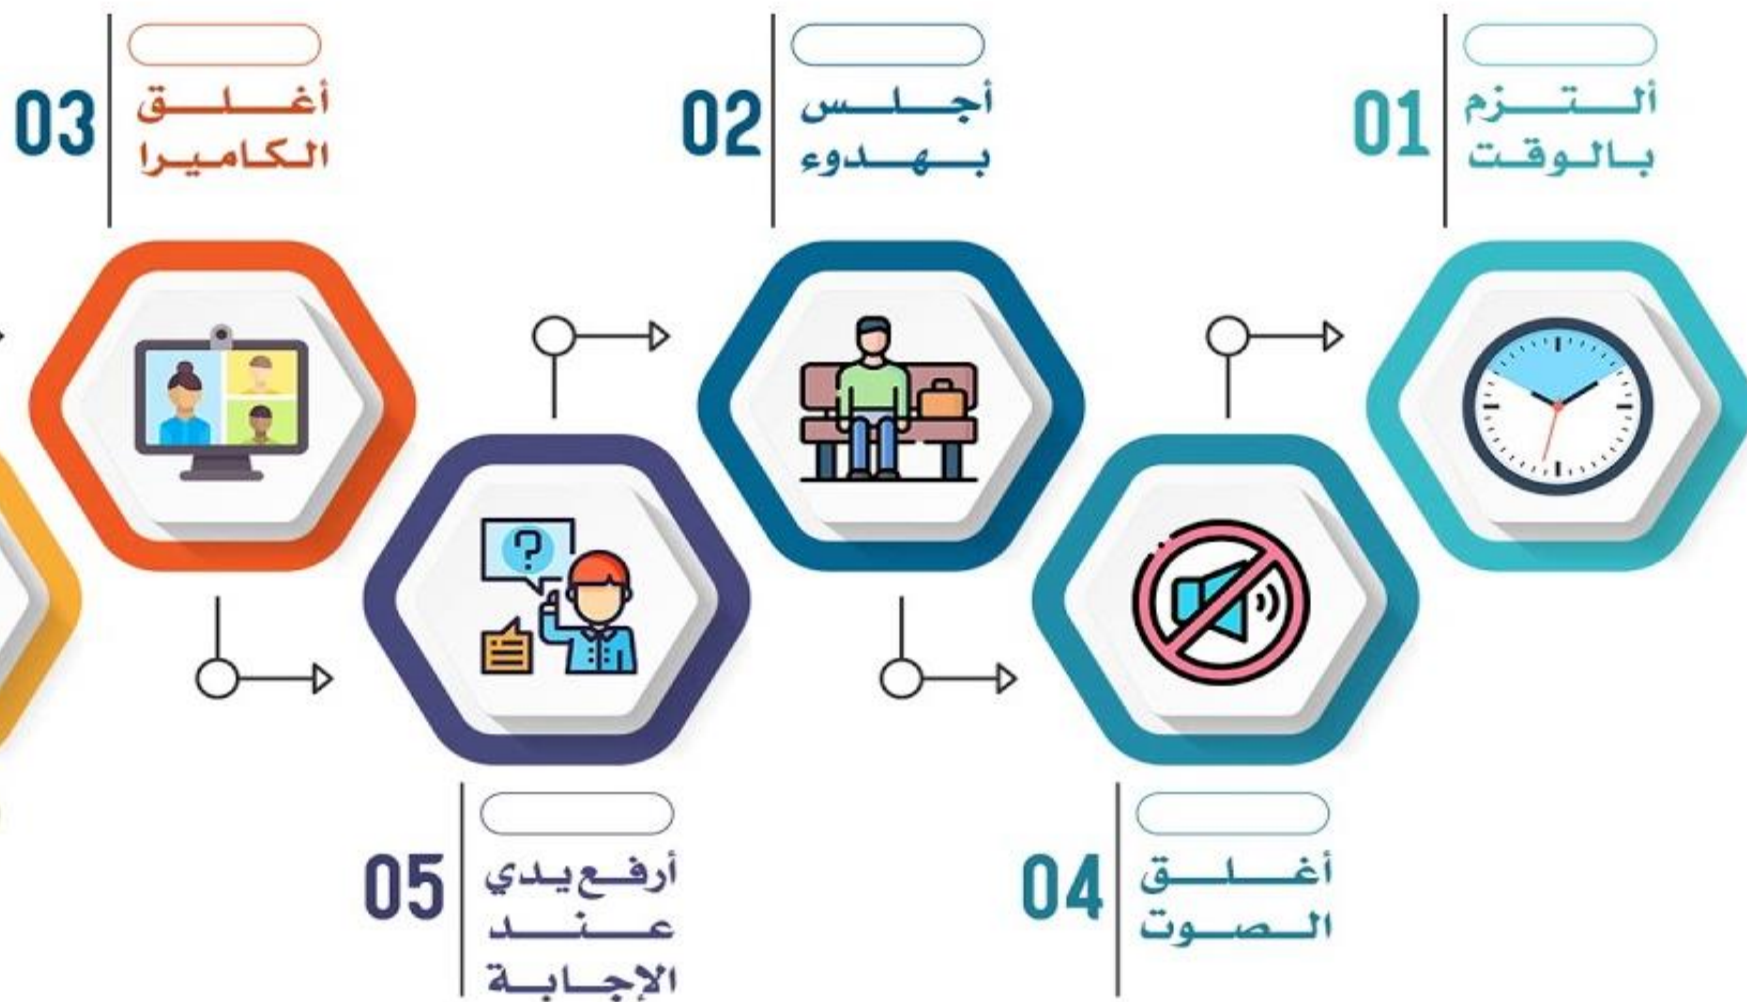 01
ألتزم
بالوقت
02
أجلس
بهدوء
03
أغلق
الكاميرا
04
أغلق
الصوت
05
أرفع يدي
عند
الإجابة
?